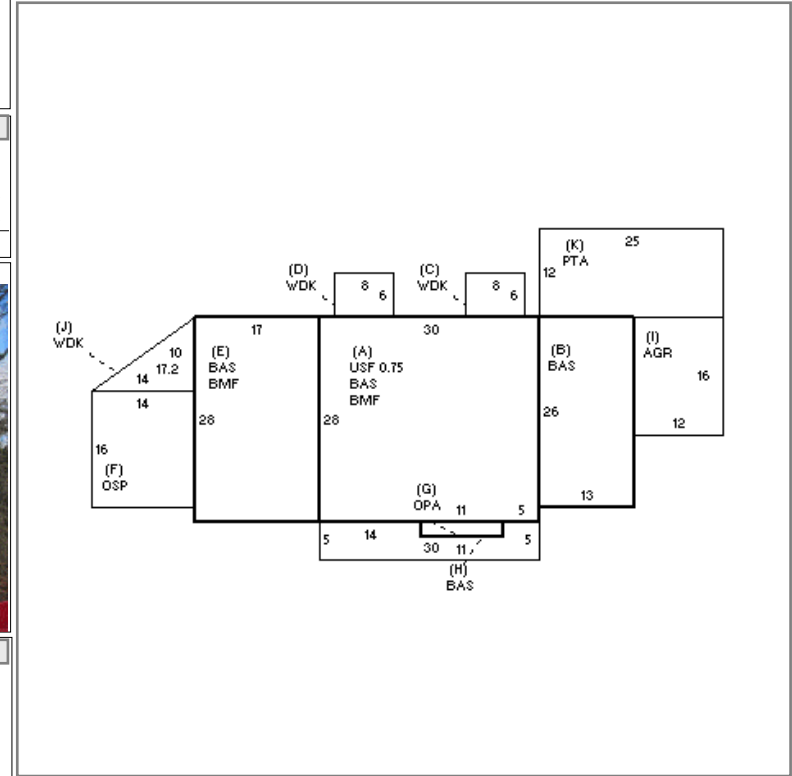 (K)
PTA
25
12
(D)
WDK
8
6
(C)
WDK
8
6
(J)
WDK
10
17.2
14
17
(E)
BAS
BMF
28
30
(A)
USF 0.75
BAS
BMF
28
(B)
BAS
26
13
(I)
AGR
16
12
14
16
(F)
OSP
(G)
OPA
11
5
5
14
30
11
5
(H)
BAS